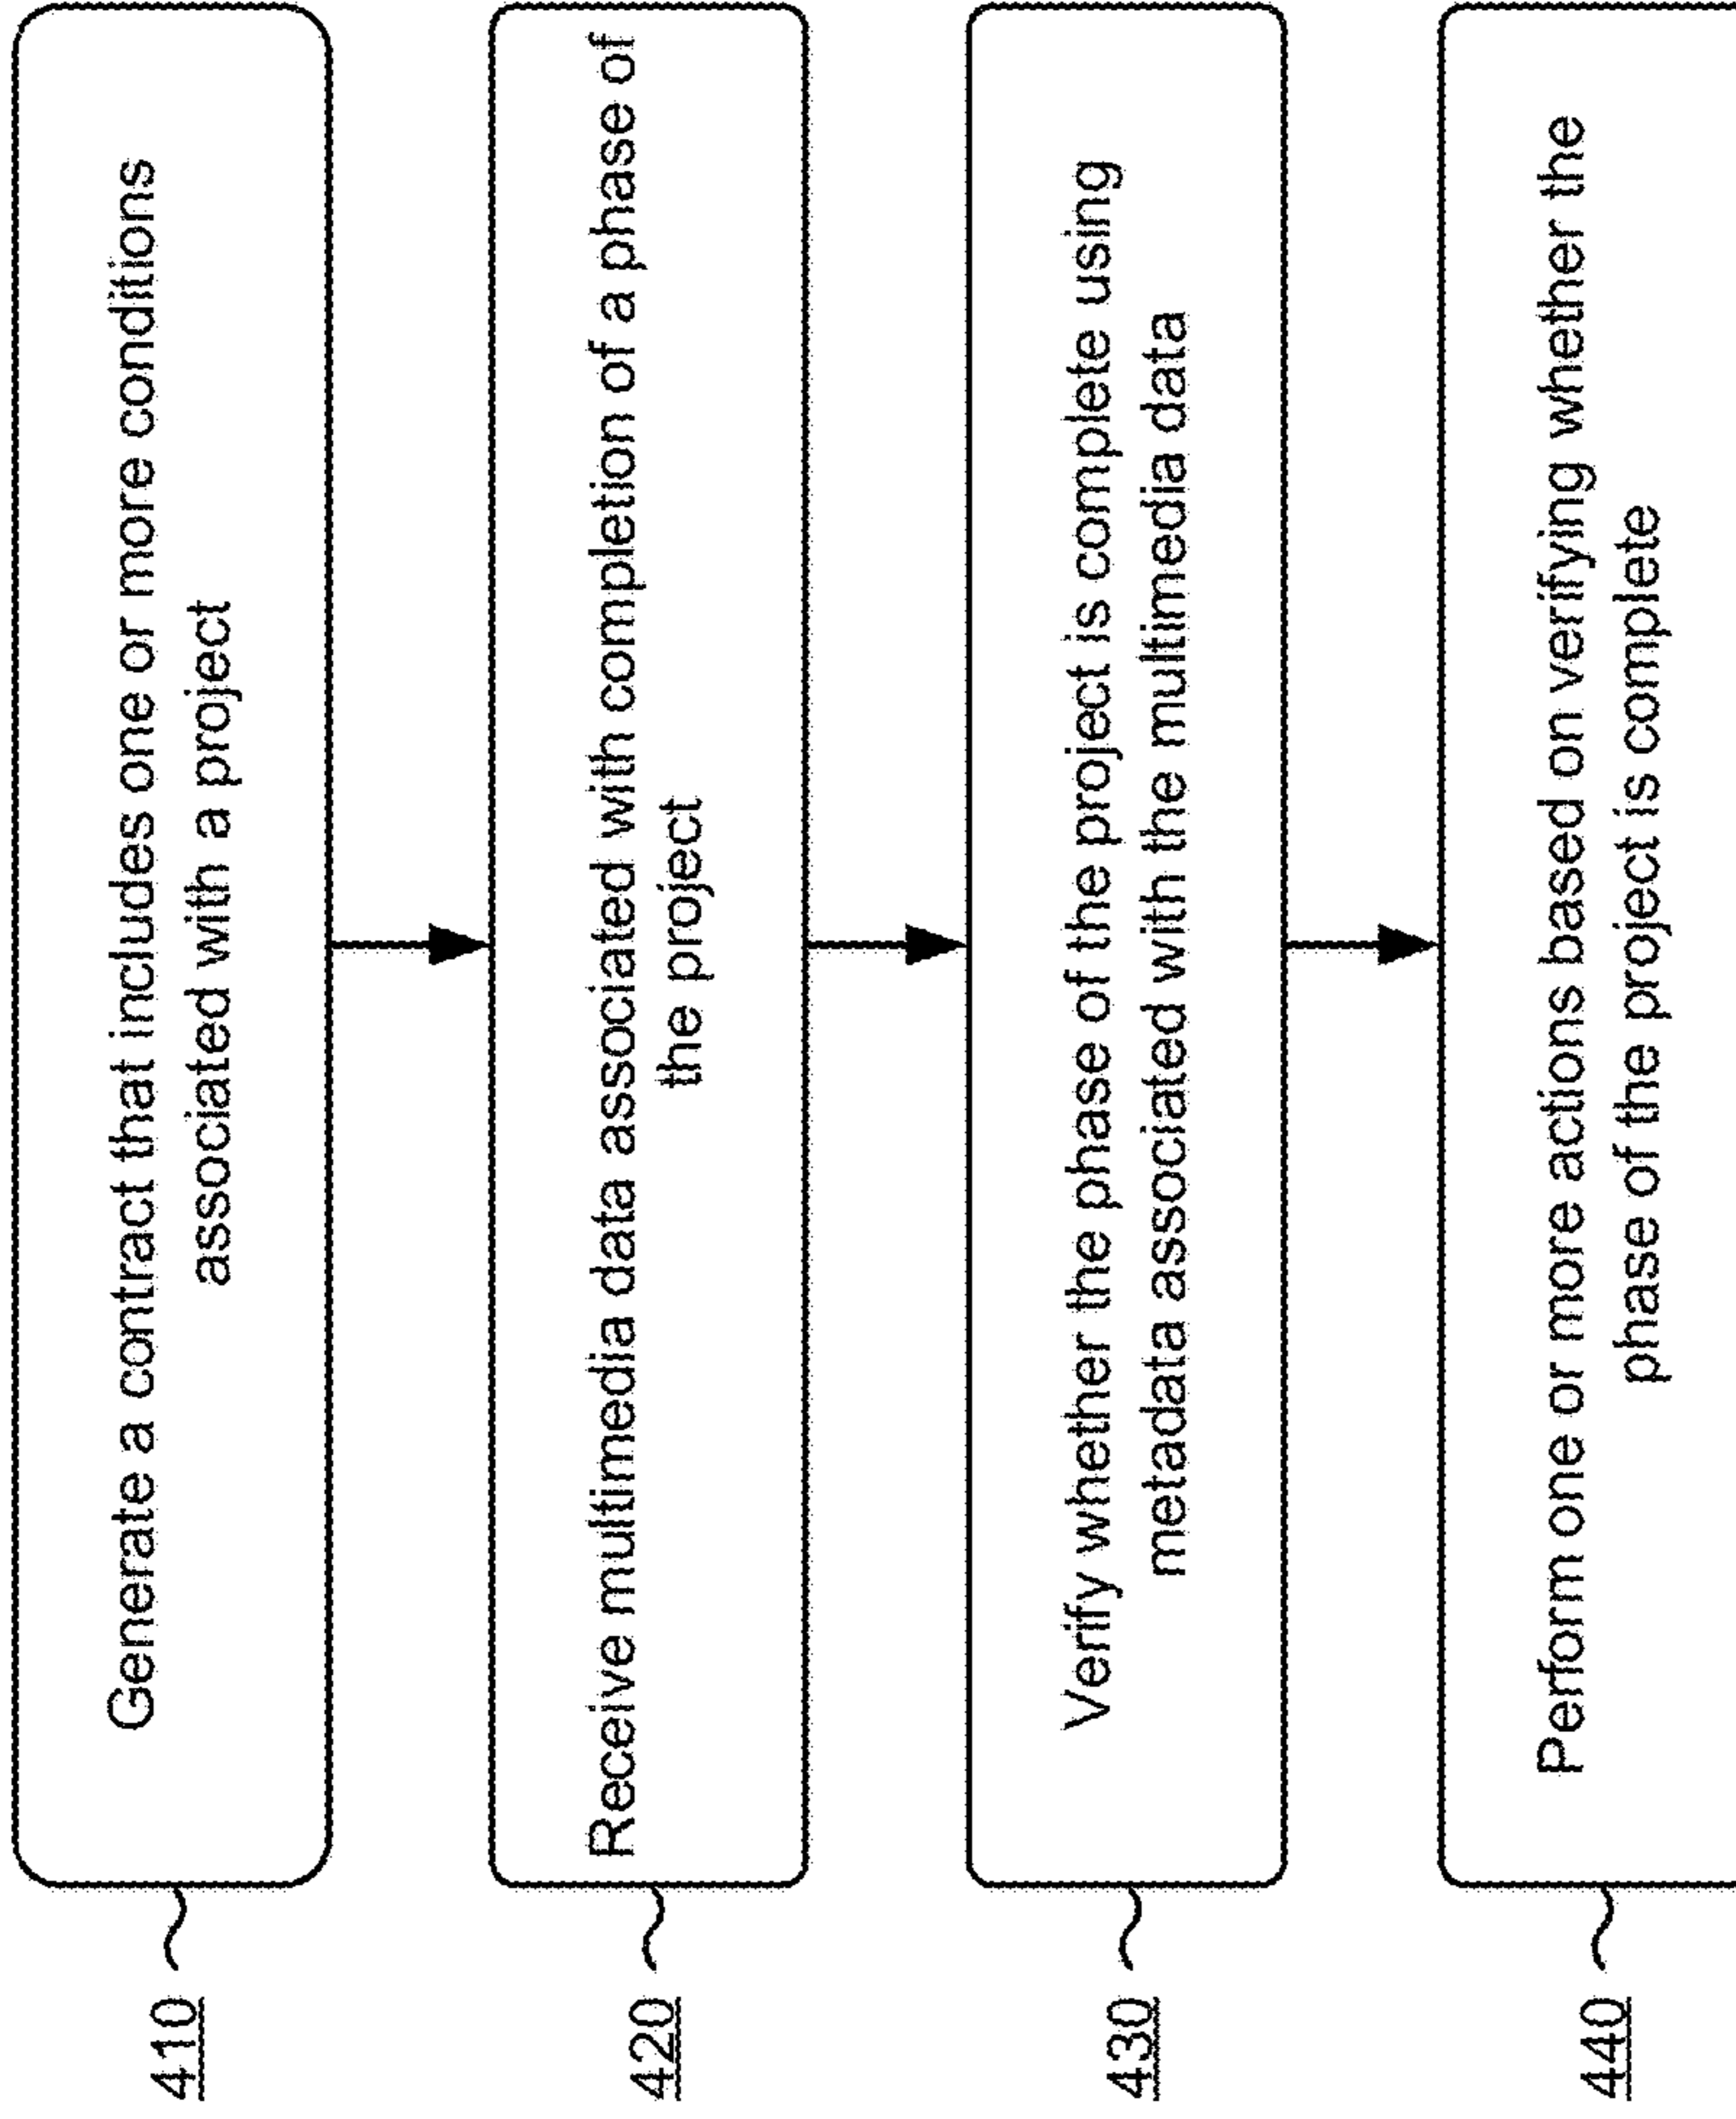 410
Generate a contract that includes one or more conditions
associated with a project
420
Receive multimedia data associated with completion of a phase of
the project
430
Verify whether the phase of the project is complete using
metadata associated with the multimedia data
440
Perform one or more actions based on verifying whether the
phase of the project is complete